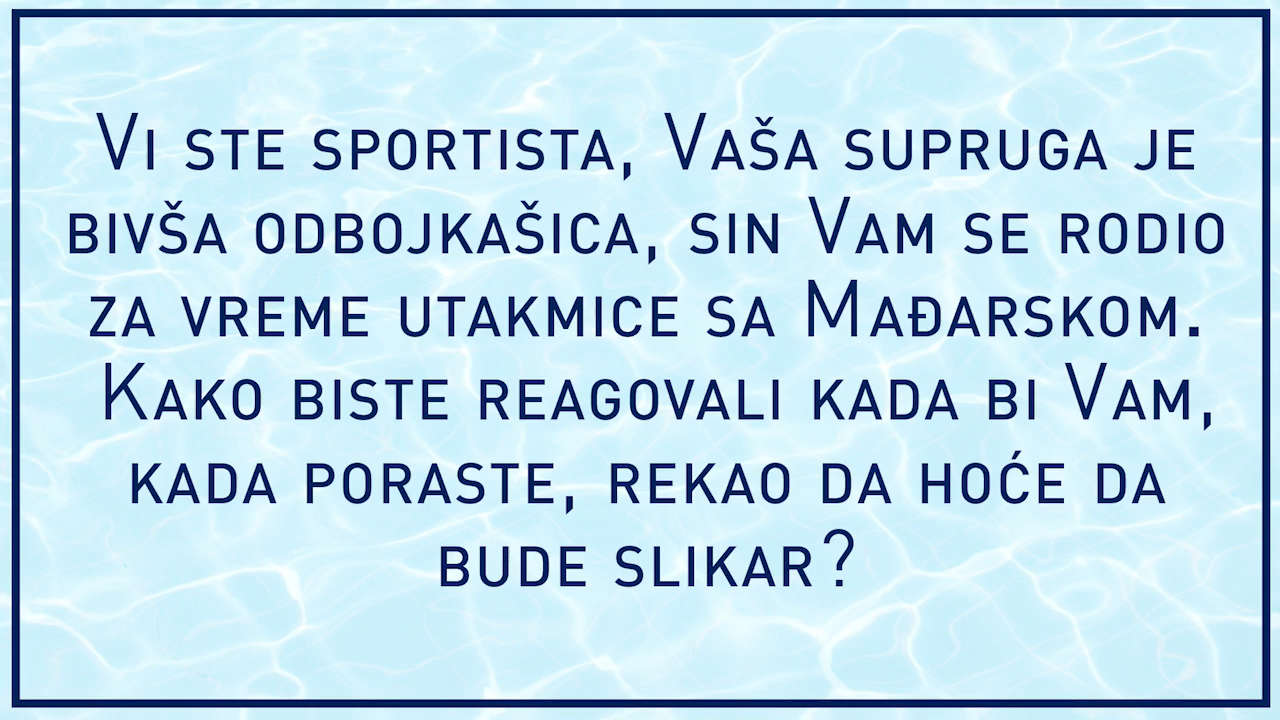 Vi ste sportista, Vaša supruga je
bivša odbojkašica, sin Vam se rodio
za vreme utakmice sa Mađarskom.
Kako biste reagovali kada bi Vam,
kada poraste, rekao da hoće da
bude slikar?